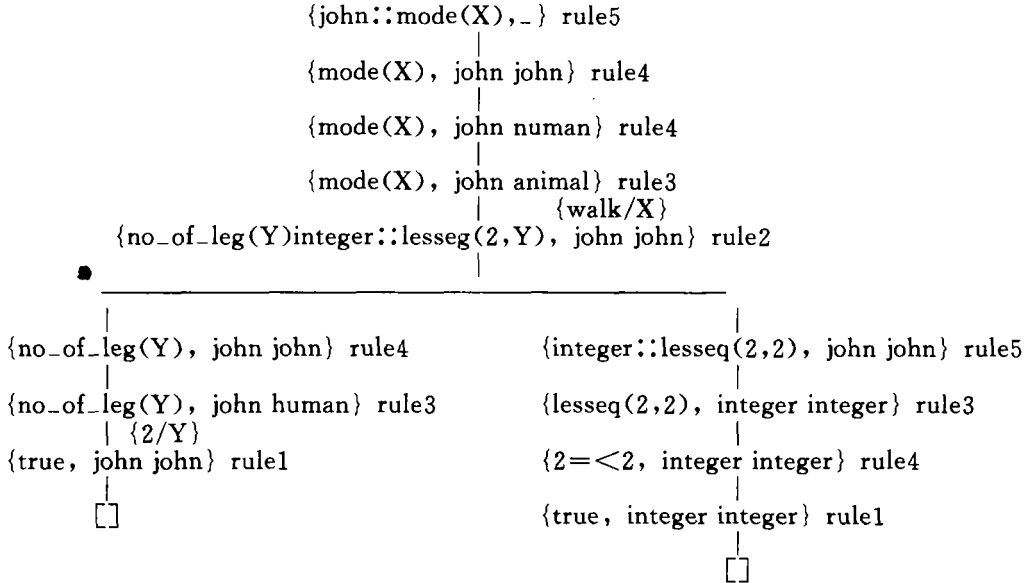 {john::mode(X),_} rule5
{mode(X), john john} rule4
{mode(X), john numan} rule4
{mode(X), john animal} rule3
{walk/X}
{no_of_leg(Y)integer::lesseg(2,Y), john john} rule2
{no_of_leg(Y), john john} rule4 {integer::lesseq(2,2), john john} rule5
{no_of_leg(Y), john human} rule3 {lesseq(2,2), integer integer} rule3
{2/Y}
{true, john john} rule1 {2=<2, integer integer} rule4
[] {true, integer integer} rule1
[]